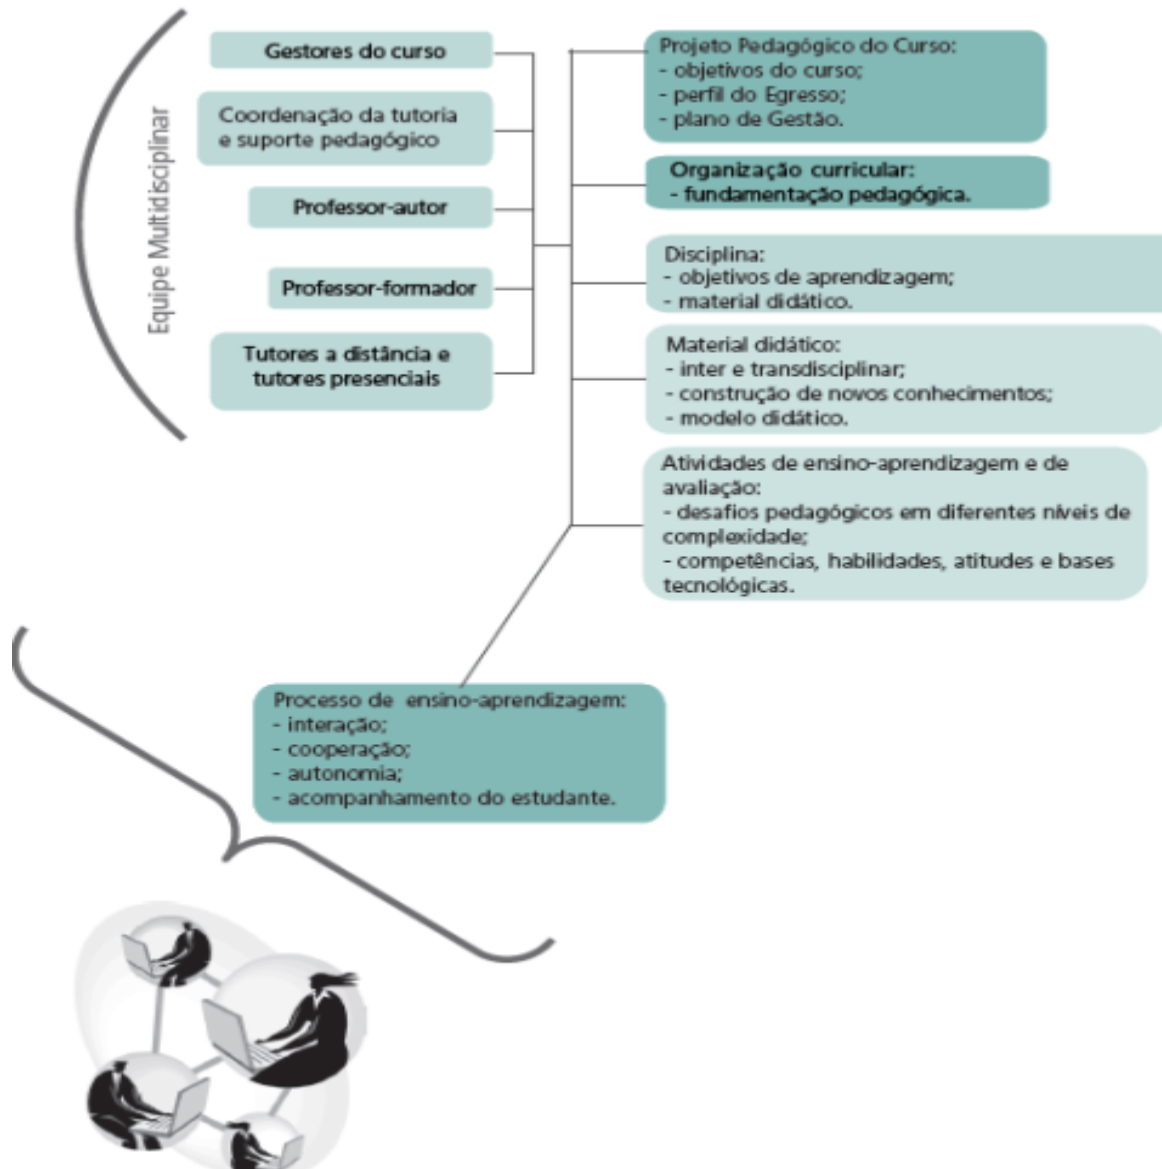 Equipe Multidisciplinar
Gestores do curso
Coordenação da tutoria
e suporte pedagógico
Professor-autor
Professor-formador
Tutores a distância e
tutores presenciais
Projeto Pedagógico do Curso:
- objetivos do curso;
- perfil do Egresso;
- plano de Gestão.
Organização curricular:
- fundamentação pedagógica.
Disciplina:
- objetivos de aprendizagem;
- material didático.
Material didático:
- inter e transdisciplinar;
- construção de novos conhecimentos;
- modelo didático.
Atividades de ensino-aprendizagem e de
avaliação:
- desafios pedagógicos em diferentes níveis de
complexidade;
- competências, habilidades, atitudes e bases
tecnológicas.
Processo de ensino-aprendizagem:
- interação;
- cooperação;
- autonomia;
- acompanhamento do estudante.